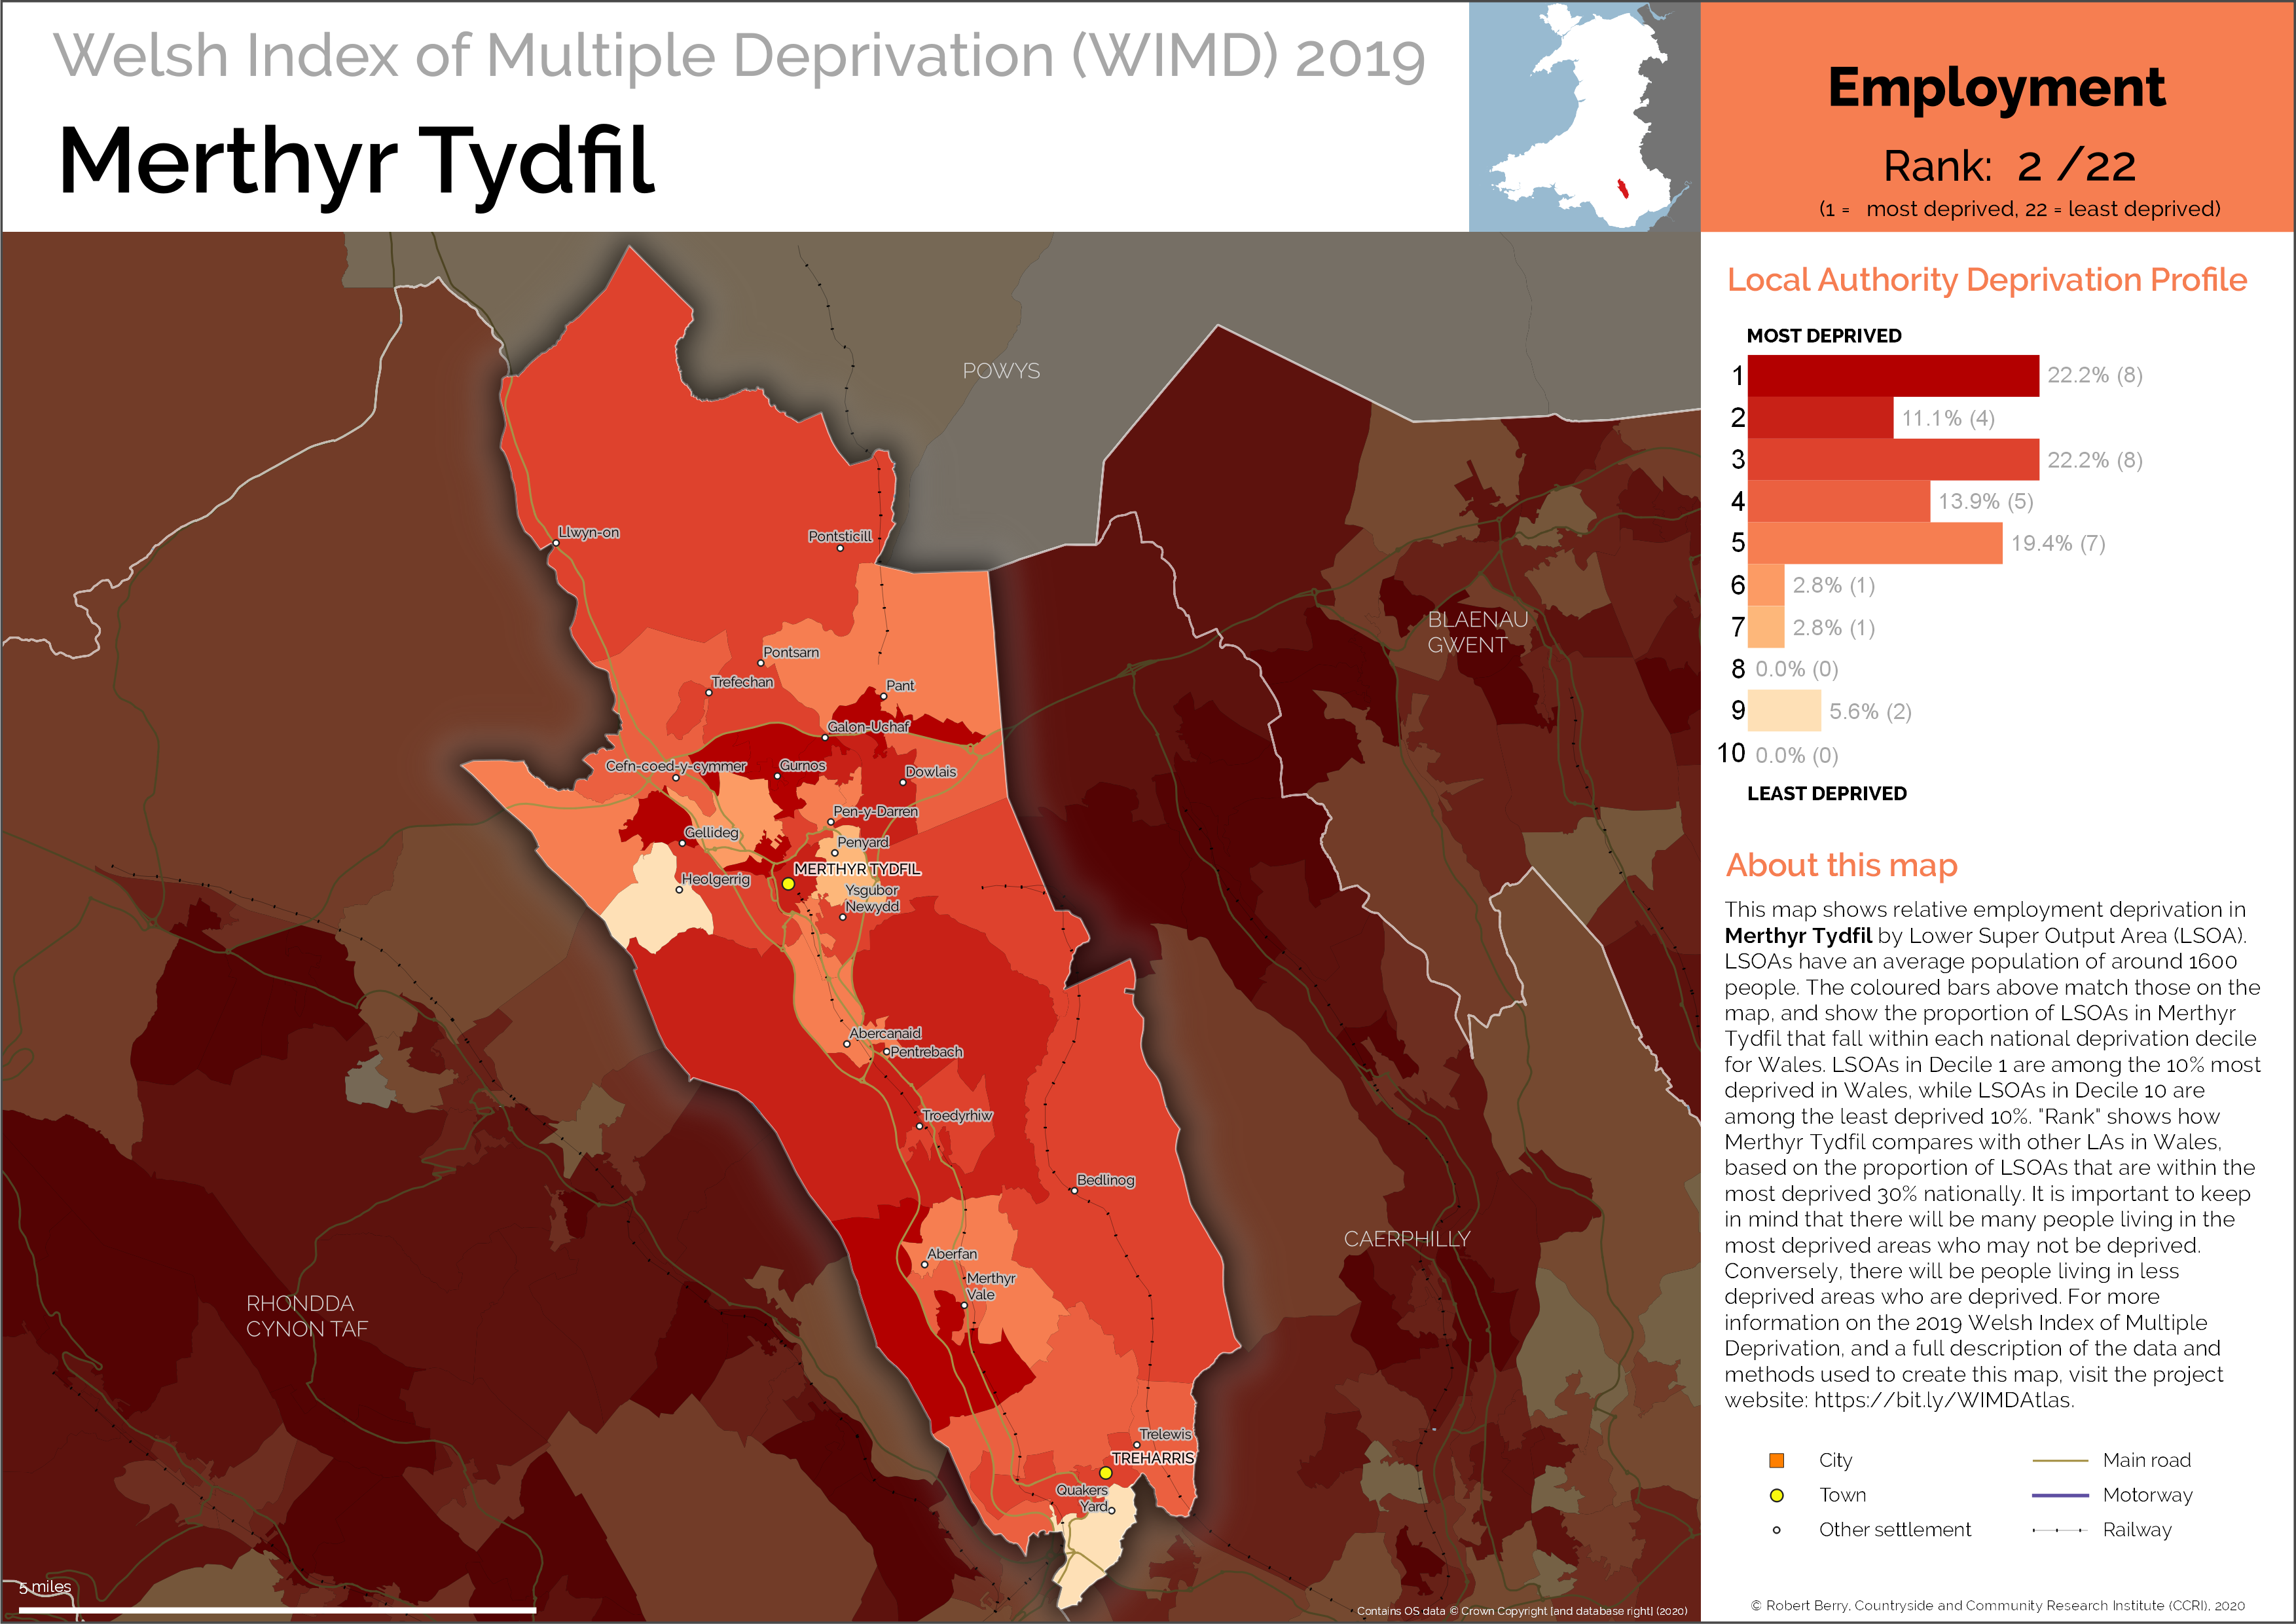 Welsh Index of Multiple Deprivation (WIMD) 2019
Merthyr Tydfil
Employment
Rank: 2 /22
(1 = most deprived, 22 = least deprived)
Local Authority Deprivation Profile
MOST DEPRIVED
1 22.2% (8)
2 11.1% (4)
3 22.2% (8)
4 13.9% (5)
5 19.4% (7)
6 2.8% (1)
7 2.8% (1)
8 0.0% (0)
9 5.6% (2)
10 0.0% (0)
LEAST DEPRIVED
About this map
This map shows relative employment deprivation in
Merthyr Tydfil by Lower Super Output Area (LSOA).
LSOAs have an average population of around 1600
people. The coloured bars above match those on the
map, and show the proportion of LSOAs in Merthyr
Tydfil that fall within each national deprivation decile
for Wales. LSOAs in Decile 1 are among the 10% most
deprived in Wales, while LSOAs in Decile 10 are
among the least deprived 10%. "Rank" shows how
Merthyr Tydfil compares with other LAs in Wales,
based on the proportion of LSOAs that are within the
most deprived 30% nationally. It is important to keep
in mind that there will be many people living in the
most deprived areas who may not be deprived.
Conversely, there will be people living in less
deprived areas who are deprived. For more
information on the 2019 Welsh Index of Multiple
Deprivation, and a full description of the data and
methods used to create this map, visit the project
website: https://bit.ly/WIMDAtlas.
City
Main road
Town
Motorway
Other settlement
Railway
© Robert Berry, Countryside and Community Research Institute (CCRI), 2020
POWYS
Llwyn-on
Pontsticill
BLAENAU
GWENT
Pontsarn
Trefechan
Pant
Galon-Uchaf
Cefn-coed-y-cymmer
Gurnos
Dowlais
Pen-y-Darren
Gellideg
Penyard
MERTHYR TYDFIL
Heolgerrig
Ysgubor
Newydd
Abercanaid
Pentrebach
Troedyrhiw
Bedlinog
CAERPHILLY
Aberfan
Merthyr
Vale
RHONDDA
CYNON TAF
Trelewis
TREHARRIS
Quakers
Yard
5 miles
Contains OS data © Crown Copyright [and database right] (2020)